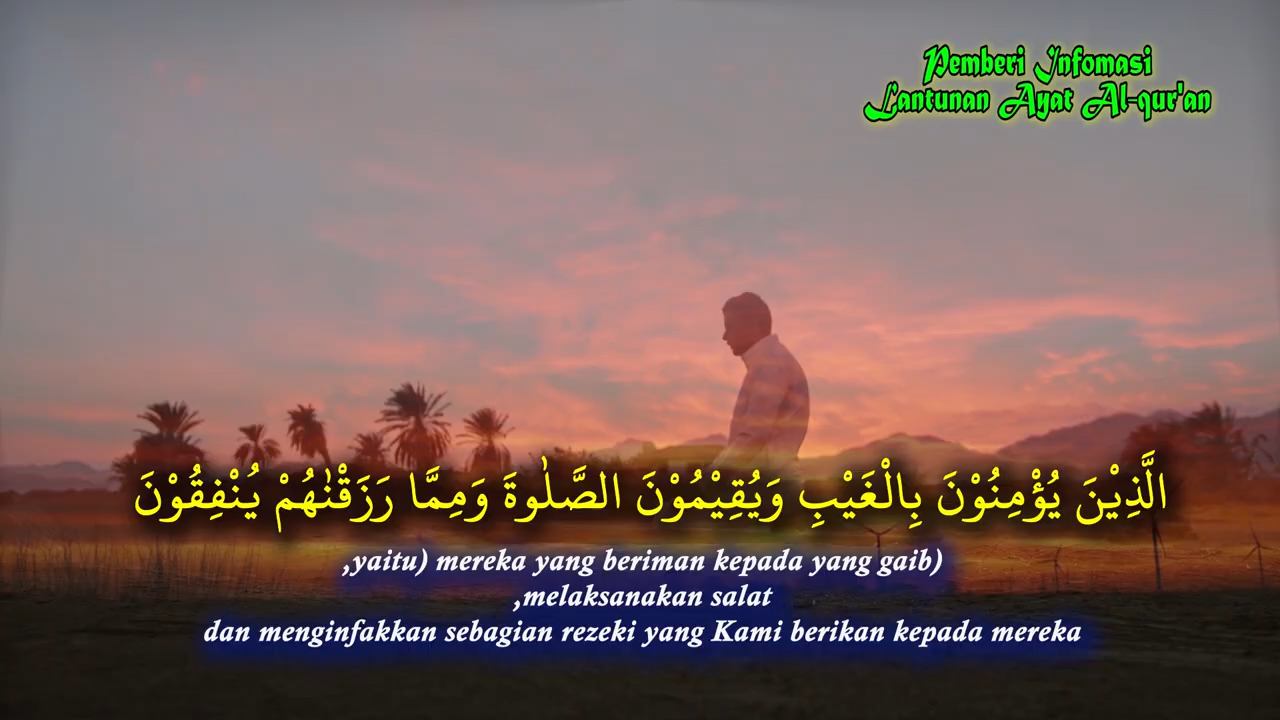 Pemberi Infomasi
Lantunan Ayat Al-qur'an
الَّذِيْنَ يُؤْمِنُوْنَ بِالْغَيْبِ وَيُقِيْمُوْنَ الصَّلٰوةَ وَمِمَّا رَزَقْنٰهُمْ يُنْفِقُوْنَ
,yaitu) mereka yang beriman kepada yang gaib)
,melaksanakan salat
dan menginfakkan sebagian rezeki yang Kami berikan kepada mereka